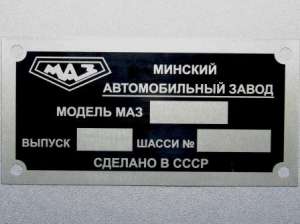 МАЗ
МИНСКИЙ
АВТОМОБИЛЬНЫЙ ЗАВОД
МОДЕЛЬ МАЗ
ВЫПУСК ШАССИ №
СДЕЛАНО В СССР